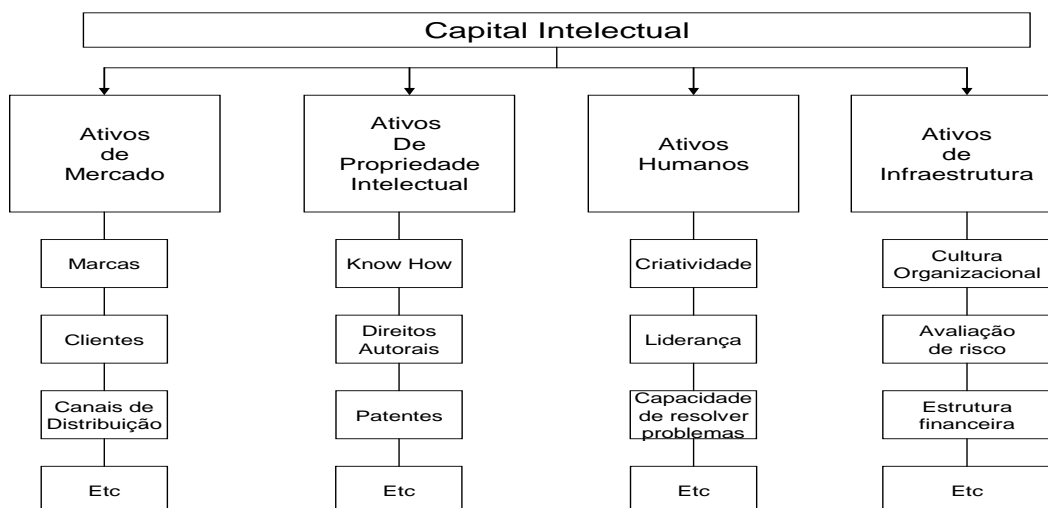 Capital Intelectual
Ativos
de
Mercado
Marcas
Clientes
Canais de
Distribuição
Etc
Ativos
De
Propriedade
Intelectual
Know How
Direitos
Autorais
Patentes
Etc
Ativos
Humanos
Criatividade
Liderança
Capacidade
de resolver
problemas
Etc
Ativos
de
Infraestrutura
Cultura
Organizacional
Avaliação
de risco
Estrutura
financeira
Etc